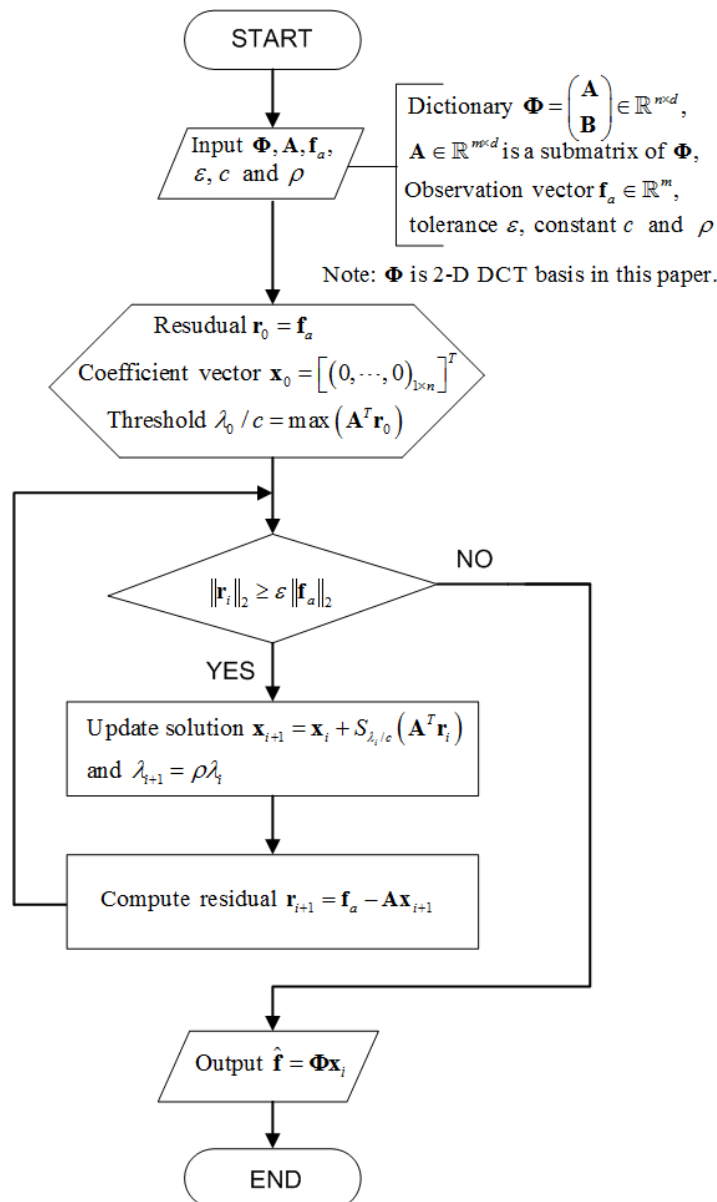 START
Input Φ, A, f_a,
ε, c and ρ
Dictionary Φ = (A B) ∈ ℝ^{n×d},
A ∈ ℝ^{m×d} is a submatrix of Φ,
Observation vector f_a ∈ ℝ^m,
tolerance ε, constant c and ρ
Note: Φ is 2-D DCT basis in this paper.
Resudual r_0 = f_a
Coefficient vector x_0 = [(0, ⋯, 0)_{1×n}]^T
Threshold λ_0 / c = max(A^T r_0)
‖r_i‖_2 ≥ ε‖f_a‖_2
NO
YES
Update solution x_{i+1} = x_i + S_{λ_i/c}(A^T r_i)
and λ_{i+1} = ρλ_i
Compute residual r_{i+1} = f_a − Ax_{i+1}
Output f̂ = Φx_i
END